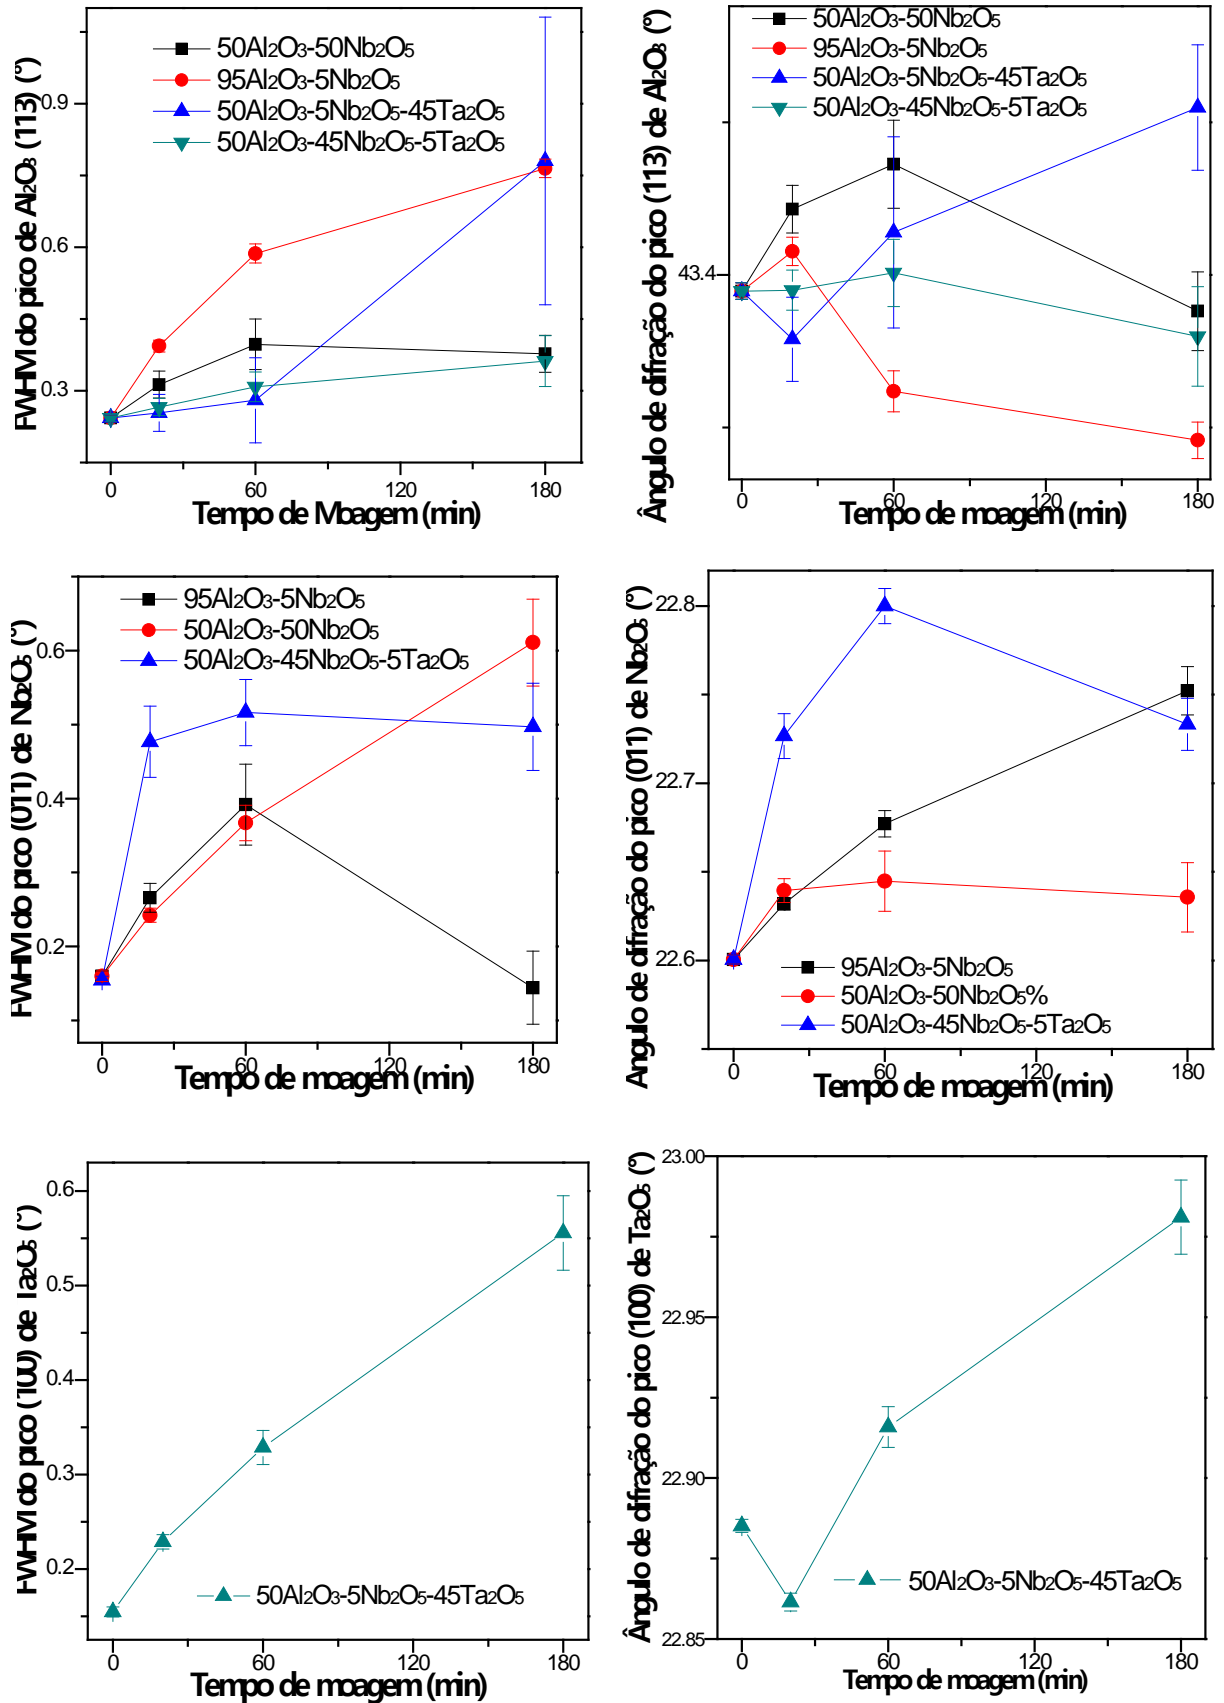 50Al₂O₃-50Nb₂O₅
95Al₂O₃-5Nb₂O₅
50Al₂O₃-5Nb₂O₅-45Ta₂O₅
50Al₂O₃-45Nb₂O₅-5Ta₂O₅
FWHM do pico de Al₂O₃ (113) (°)
0.9
0.6
0.3
0 60 120 180
Tempo de Moagem (min)
50Al₂O₃-50Nb₂O₅
95Al₂O₃-5Nb₂O₅
50Al₂O₃-5Nb₂O₅-45Ta₂O₅
50Al₂O₃-45Nb₂O₅-5Ta₂O₅
Ângulo de difração do pico (113) de Al₂O₃ (°)
43.4
0 60 120 180
Tempo de moagem (min)
95Al₂O₃-5Nb₂O₅
50Al₂O₃-50Nb₂O₅
50Al₂O₃-45Nb₂O₅-5Ta₂O₅
FWHM do pico (011) de Nb₂O₅ (°)
0.6
0.4
0.2
0 60 120 180
Tempo de moagem (min)
Ângulo de difração do pico (011) de Nb₂O₅ (°)
22.8
22.7
22.6
95Al₂O₃-5Nb₂O₅
50Al₂O₃-50Nb₂O₅%
50Al₂O₃-45Nb₂O₅-5Ta₂O₅
0 60 120 180
Tempo de moagem (min)
FWHM do pico (100) de Ta₂O₅ (°)
0.6
0.5
0.4
0.3
0.2
50Al₂O₃-5Nb₂O₅-45Ta₂O₅
0 60 120 180
Tempo de moagem (min)
Ângulo de difração do pico (100) de Ta₂O₅ (°)
23.00
22.95
22.90
22.85
50Al₂O₃-5Nb₂O₅-45Ta₂O₅
0 60 120 180
Tempo de moagem (min)